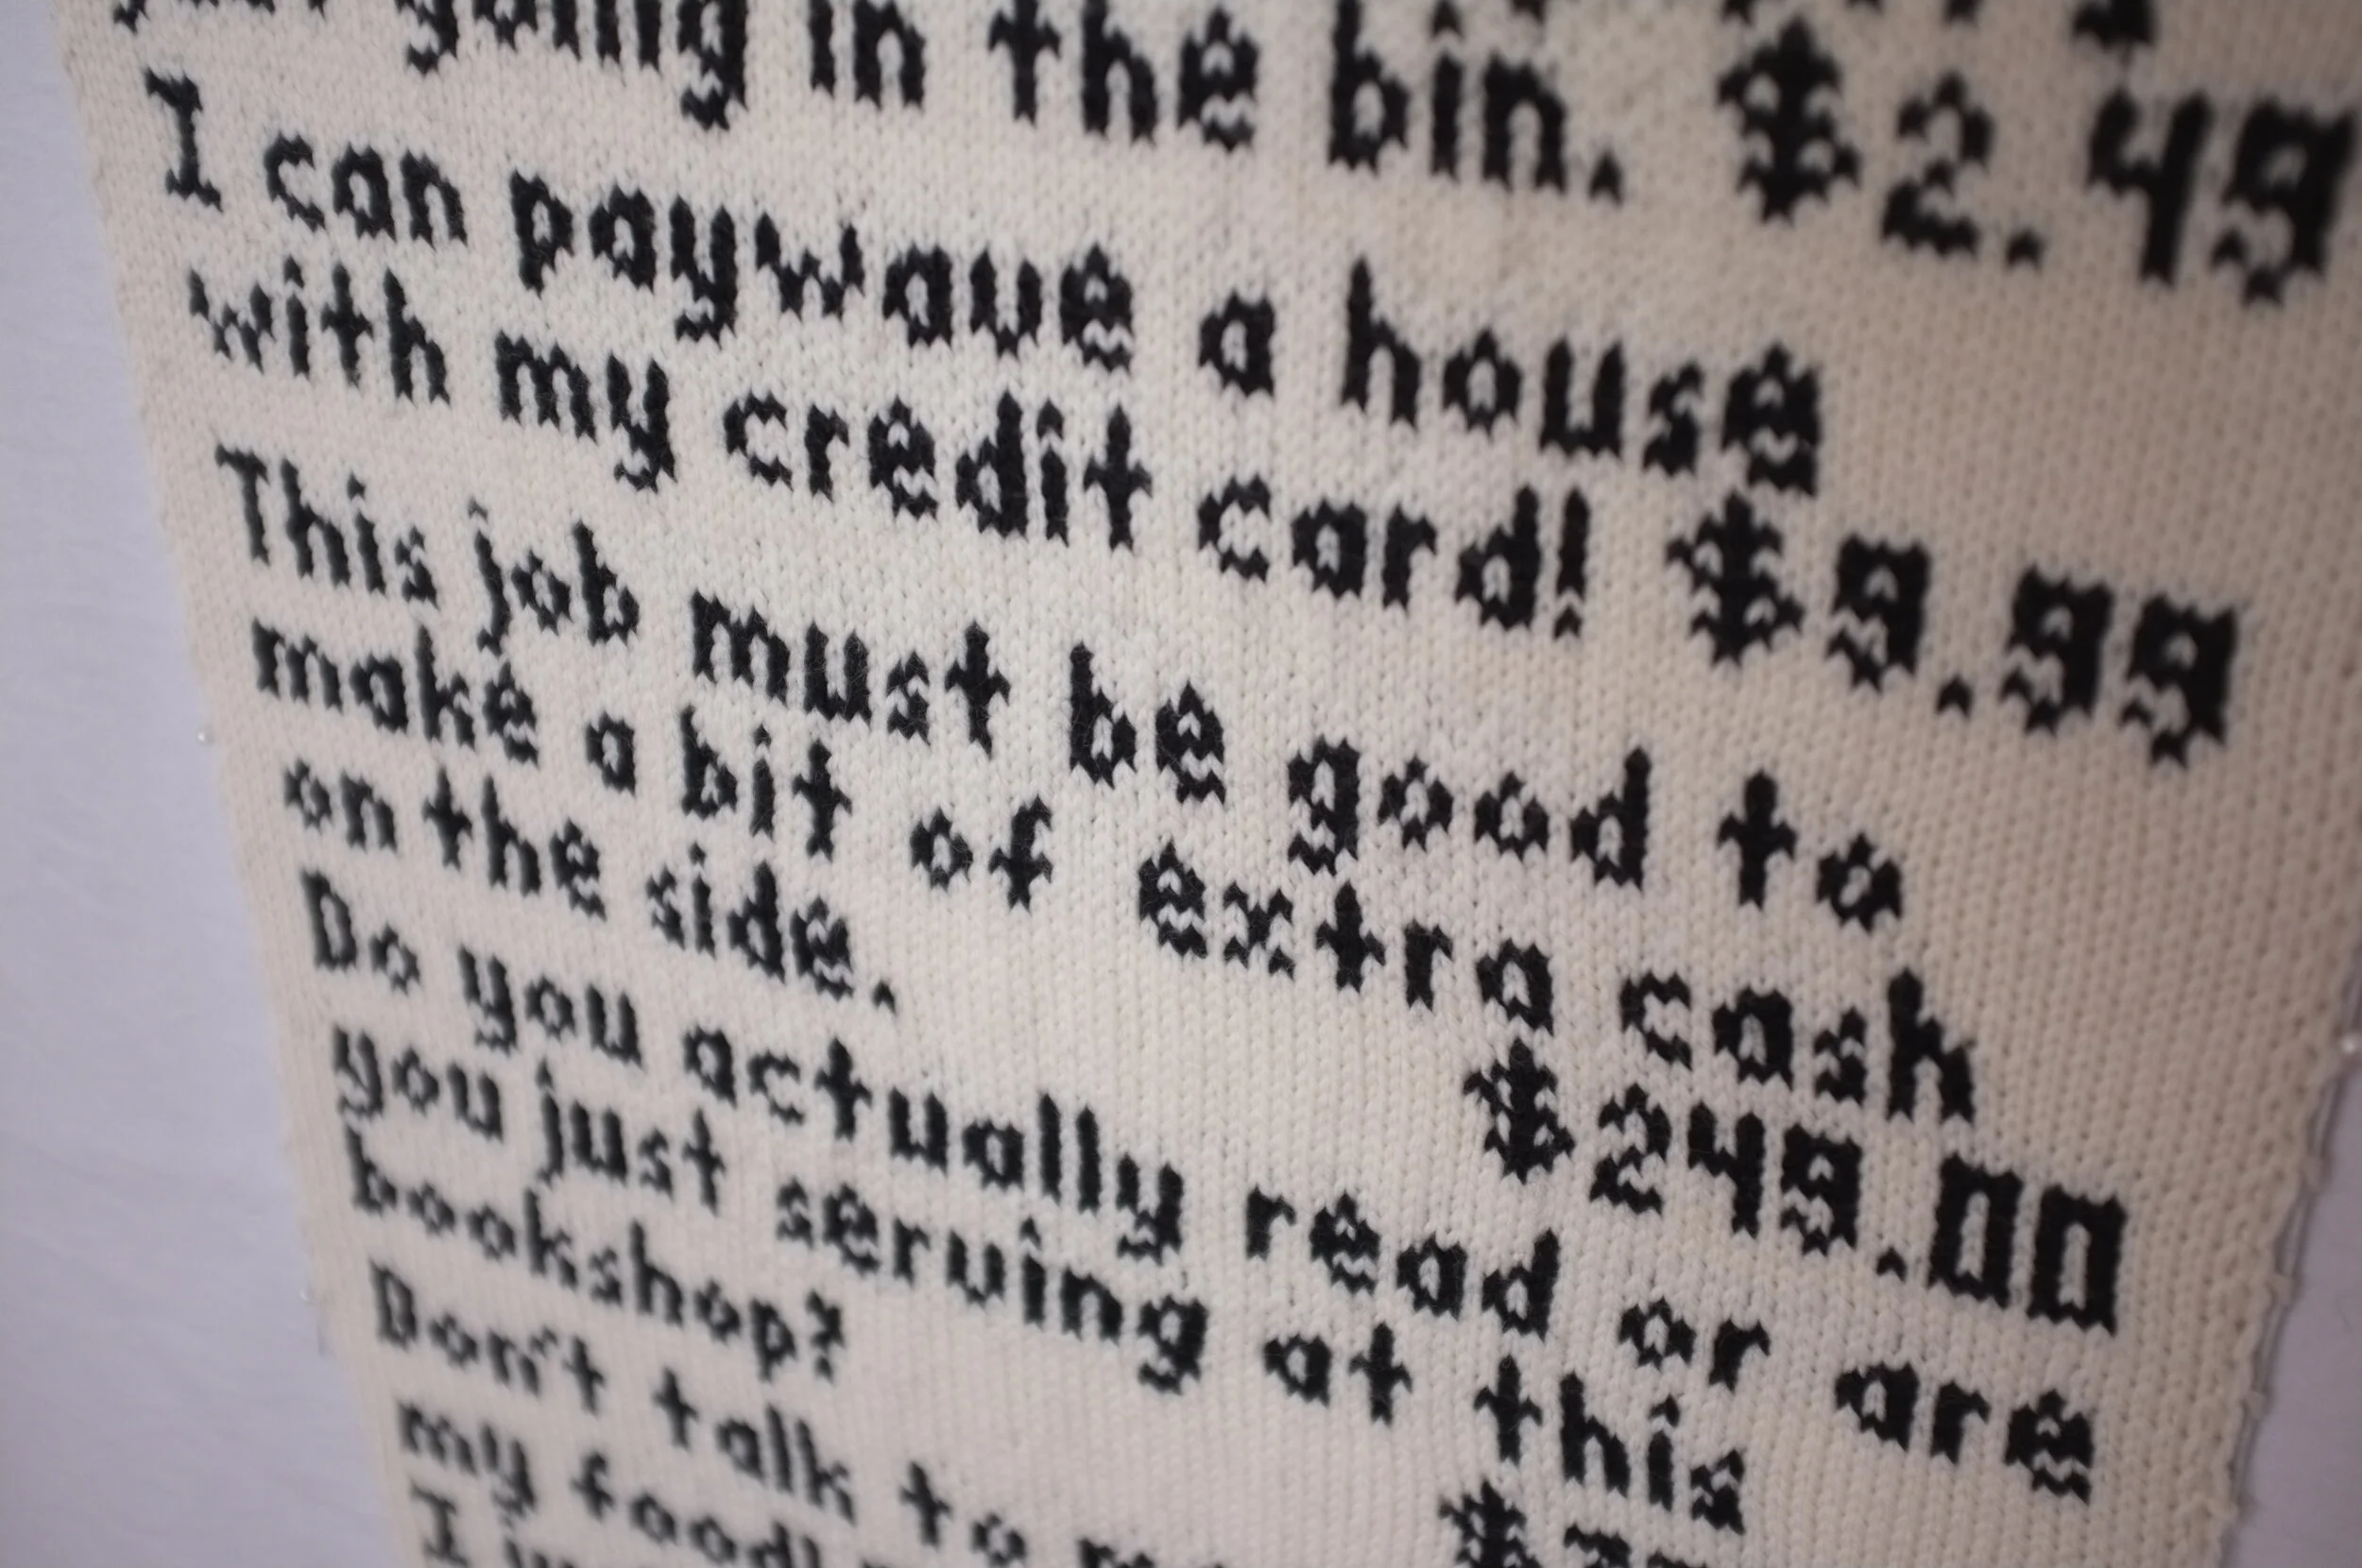 going in the bin. $2.49
I can paywave a house
with my credit card! $9.99
This job must be good to
make a bit of extra cash
on the side. $249.00
Do you actually read or are
you just serving at this
bookshop?
Don't talk to
my food!
I